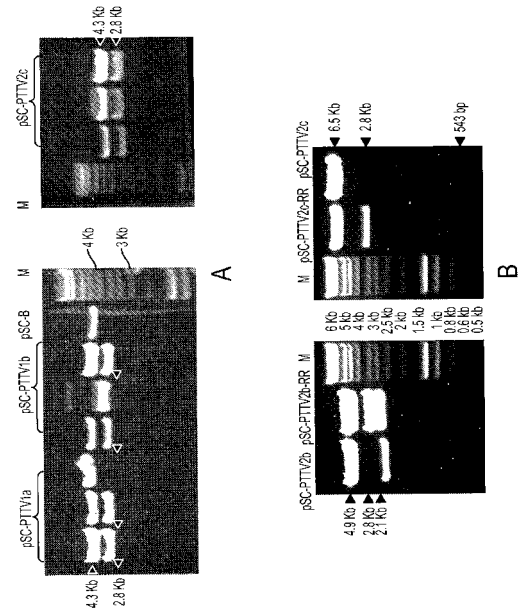 pSC-PTTV1a
pSC-PTTV1b
pSC-B
M
4.3 Kb
2.8 Kb
4 Kb
3 Kb
M
pSC-PTTV2c
4.3 Kb
2.8 Kb
A
pSC-PTTV2b
pSC-PTTV2b-RR
M
4.9 Kb
2.8 Kb
2.1 Kb
6 Kb
5 kb
4 kb
3 kb
2.5 kb
2 kb
1.5 kb
1 kb
0.8 kb
0.6 kb
0.5 kb
M
pSC-PTTV2c-RR
pSC-PTTV2c
6.5 Kb
2.8 Kb
543 bp
B